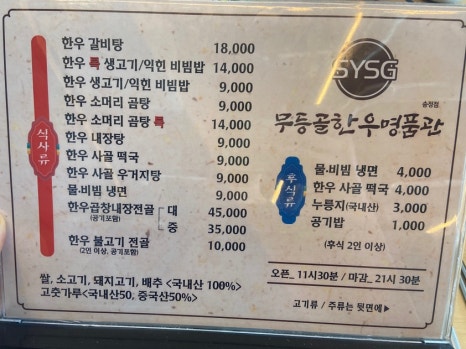 한우 갈비탕 18,000
한우 특 생고기/익힌 비빔밥 14,000
한우 생고기/익힌 비빔밥 9,000
한우 소머리 곰탕 9,000
한우 소머리 곰탕 특 14,000
한우 내장탕 9,000
한우 사골 떡국 9,000
한우 사골 우거지탕 9,000
물.비빔 냉면 9,000
한우곱창내장전골 대 45,000
(공기포함) 중 35,000
한우 불고기 전골 10,000
(2인 이상, 공기포함)
식사류
쌀, 소고기, 돼지고기, 배추 <국내산 100%>
고춧가루<국내산50, 중국산50%>
SYSG
송정점
무등골한우명품관
후식류
물.비빔 냉면 4,000
한우 사골 떡국 4,000
누룽지(국내산) 3,000
공기밥 1,000
(후식 2인 이상)
오픈_ 11시30분 / 마감_ 21시 30분
고기류 / 주류는 뒷면에▶